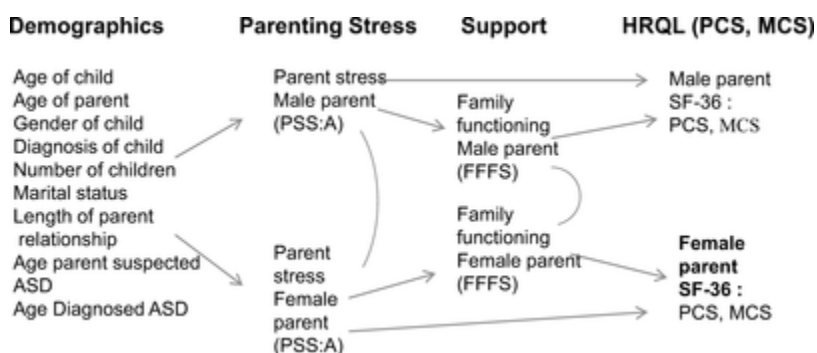 Demographics
Parenting Stress
Support
HRQL (PCS, MCS)
Age of child
Age of parent
Gender of child
Diagnosis of child
Number of children
Marital status
Length of parent
relationship
Age parent suspected
ASD
Age Diagnosed ASD
Parent stress
Male parent
(PSS:A)
Parent
stress
Female
parent
(PSS:A)
Family
functioning
Male parent
(FFFS)
Family
functioning
Female parent
(FFFS)
Male parent
SF-36 :
PCS, MCS
Female
parent
SF-36 :
PCS, MCS